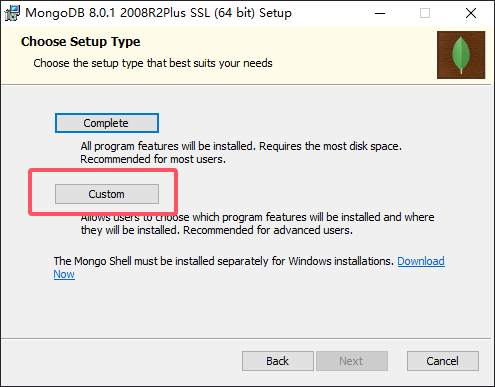 MongoDB 8.0.1 2008R2Plus SSL (64 bit) Setup
Choose Setup Type
Choose the setup type that best suits your needs
Complete
All program features will be installed. Requires the most disk space.
Recommended for most users.
Custom
Allows users to choose which program features will be installed and where
they will be installed. Recommended for advanced users.
The Mongo Shell must be installed separately for Windows installations. Download
Now
Back Next Cancel